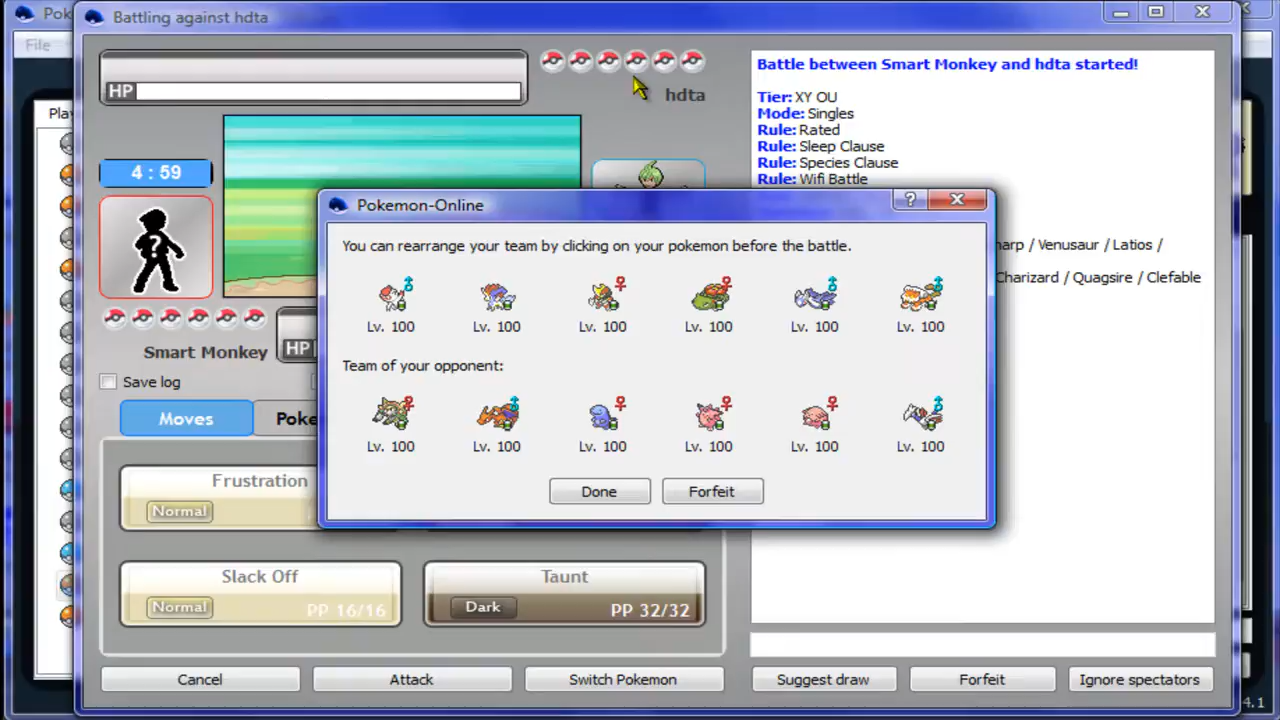 Pok
Battling against hdta
File
HP
hdta
Play
4 : 59
Smart Monkey
HP
Save log
Moves
Poke
Frustration
Normal
Slack Off
Normal
PP 16/16
Taunt
Dark
PP 32/32
Cancel
Attack
Switch Pokemon
Battle between Smart Monkey and hdta started!
Tier: XY OU
Mode: Singles
Rule: Rated
Rule: Sleep Clause
Rule: Species Clause
Rule: Wifi Battle
harp / Venusaur / Latios /
Charizard / Quagsire / Clefable
Pokemon-Online
You can rearrange your team by clicking on your pokemon before the battle.
Lv. 100 Lv. 100 Lv. 100 Lv. 100 Lv. 100 Lv. 100
Team of your opponent:
Lv. 100 Lv. 100 Lv. 100 Lv. 100 Lv. 100 Lv. 100
Done
Forfeit
Suggest draw
Forfeit
Ignore spectators
4.1